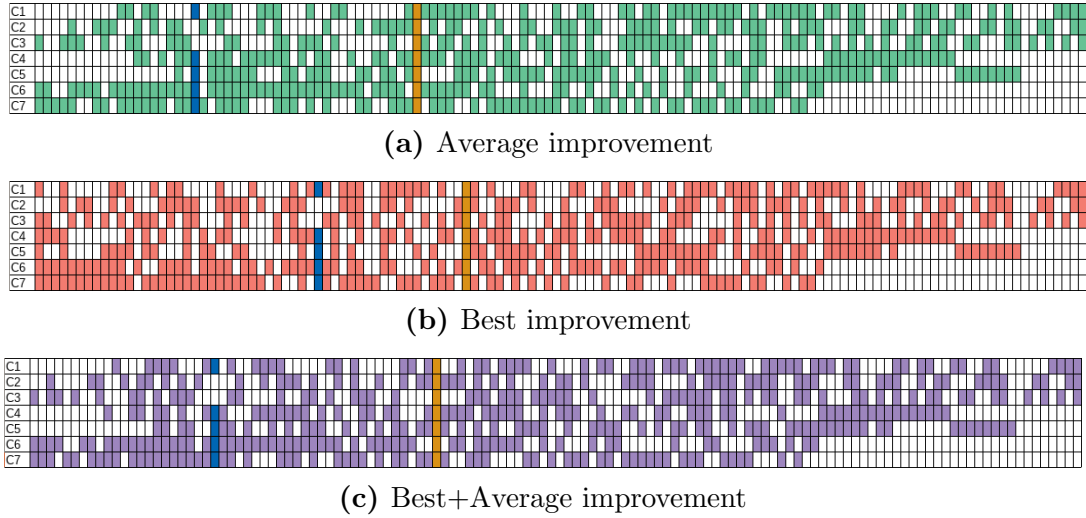 C1
C2
C3
C4
C5
C6
C7
(a) Average improvement
C1
C2
C3
C4
C5
C6
C7
(b) Best improvement
C1
C2
C3
C4
C5
C6
C7
(c) Best+Average improvement